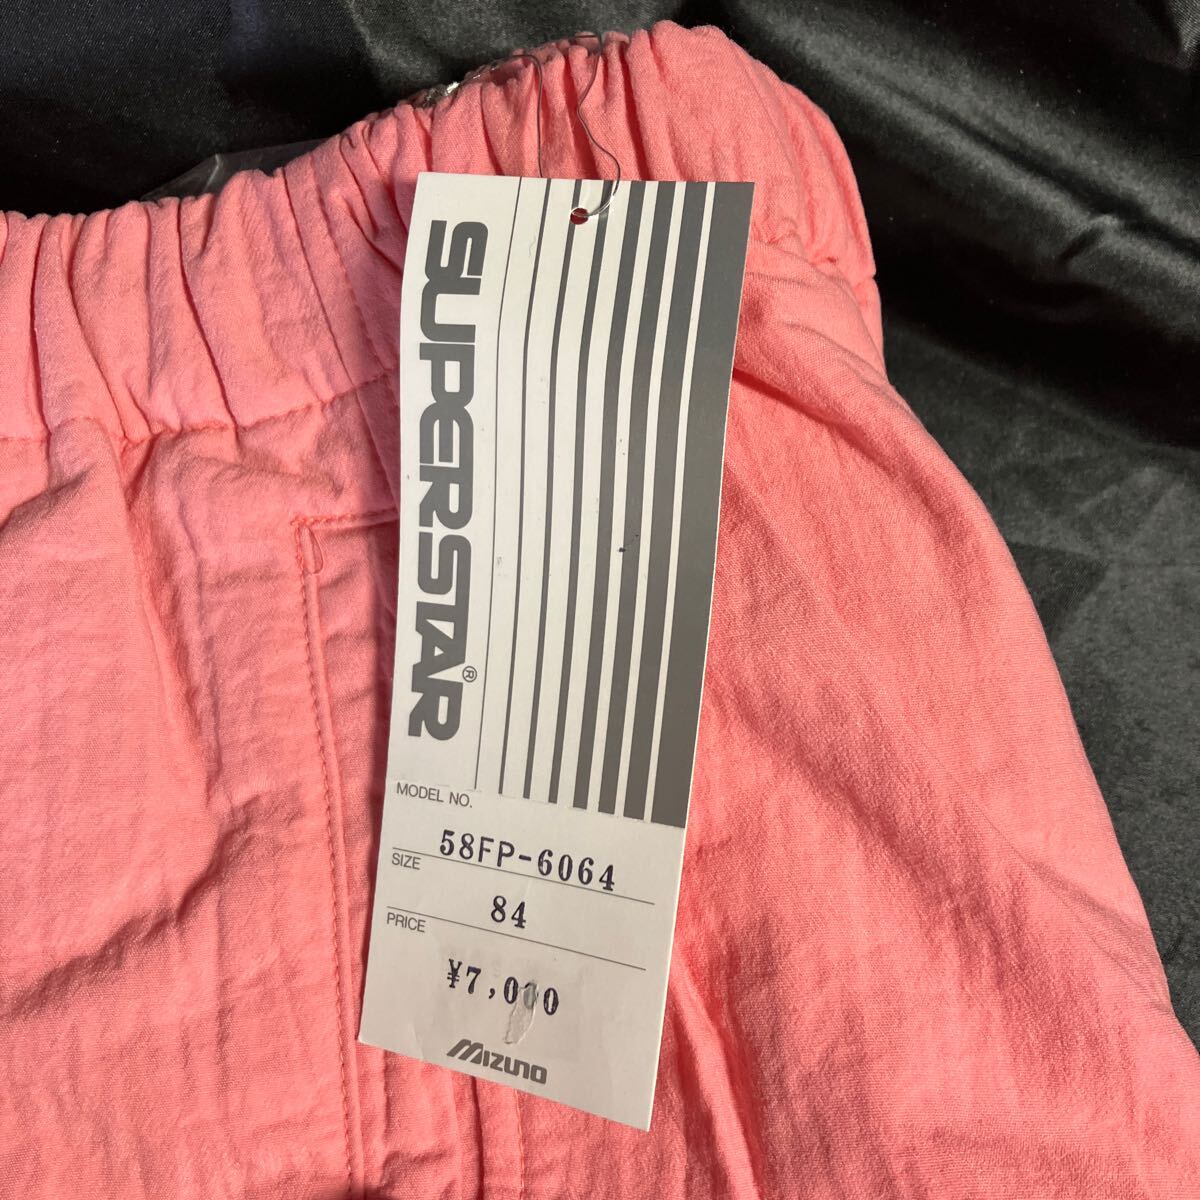 SUPERSTAR®
MODEL NO.
58FP-6064
SIZE
84
PRICE
¥7,000
MIZUNO